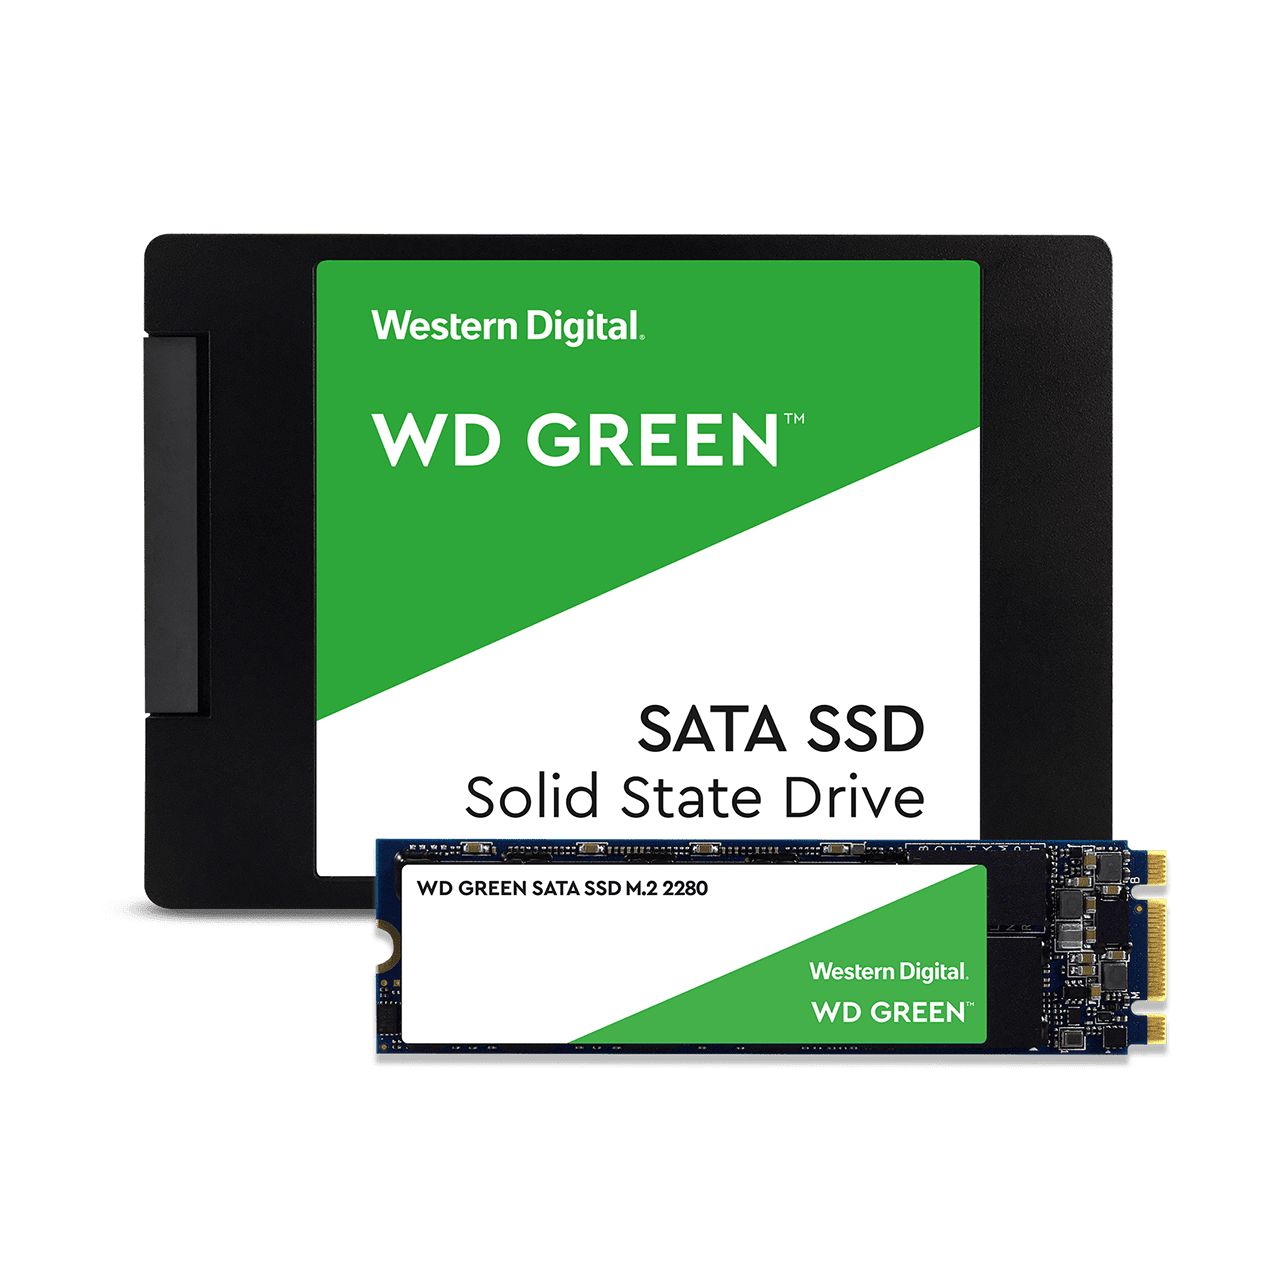 Western Digital®
WD GREEN™
SATA SSD
Solid State Drive
WD GREEN SATA SSD M.2 2280
Western Digital®
WD GREEN™
B
M